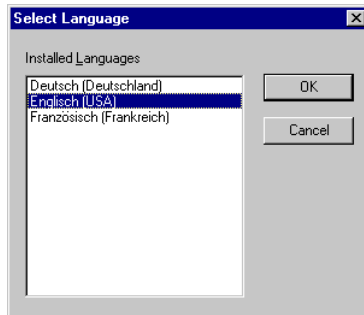 Select Language
Installed Languages
Deutsch (Deutschland)
Englisch (USA)
Französisch (Frankreich)
OK
Cancel